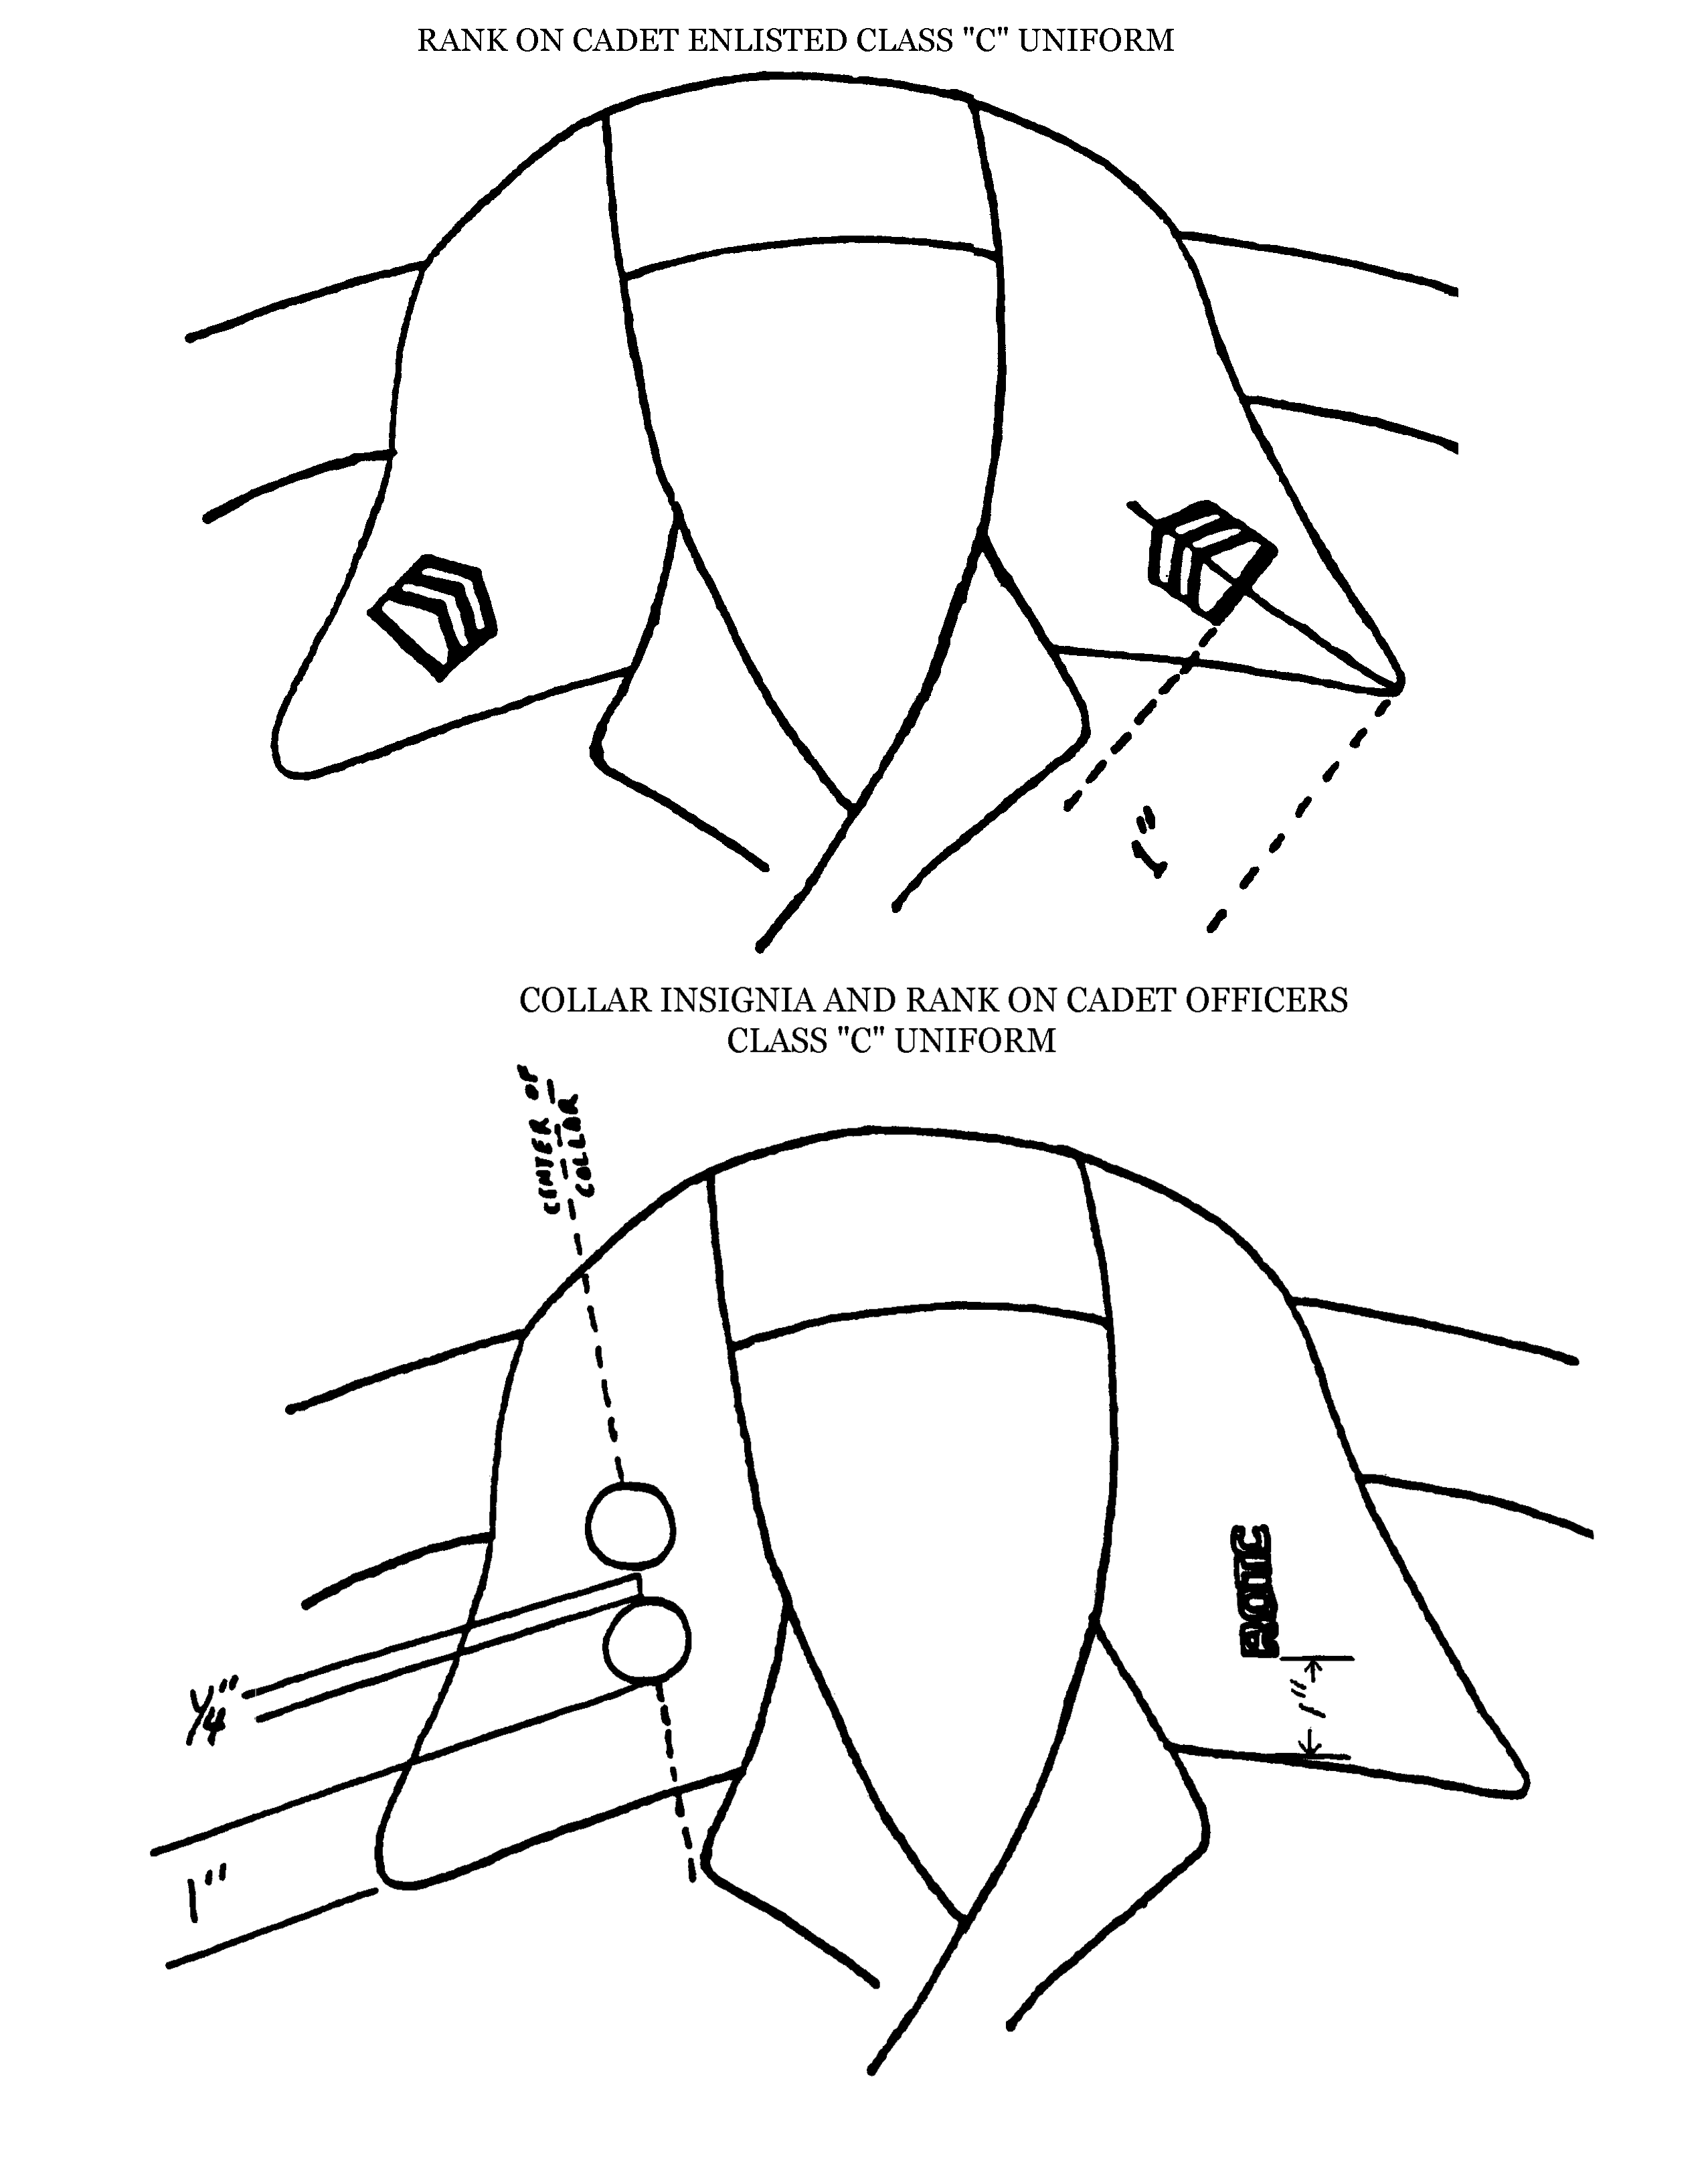 RANK ON CADET ENLISTED CLASS "C" UNIFORM
1"
COLLAR INSIGNIA AND RANK ON CADET OFFICERS
CLASS "C" UNIFORM
CENTER OF
COLLAR
ROTC
1/4"
1"
1"